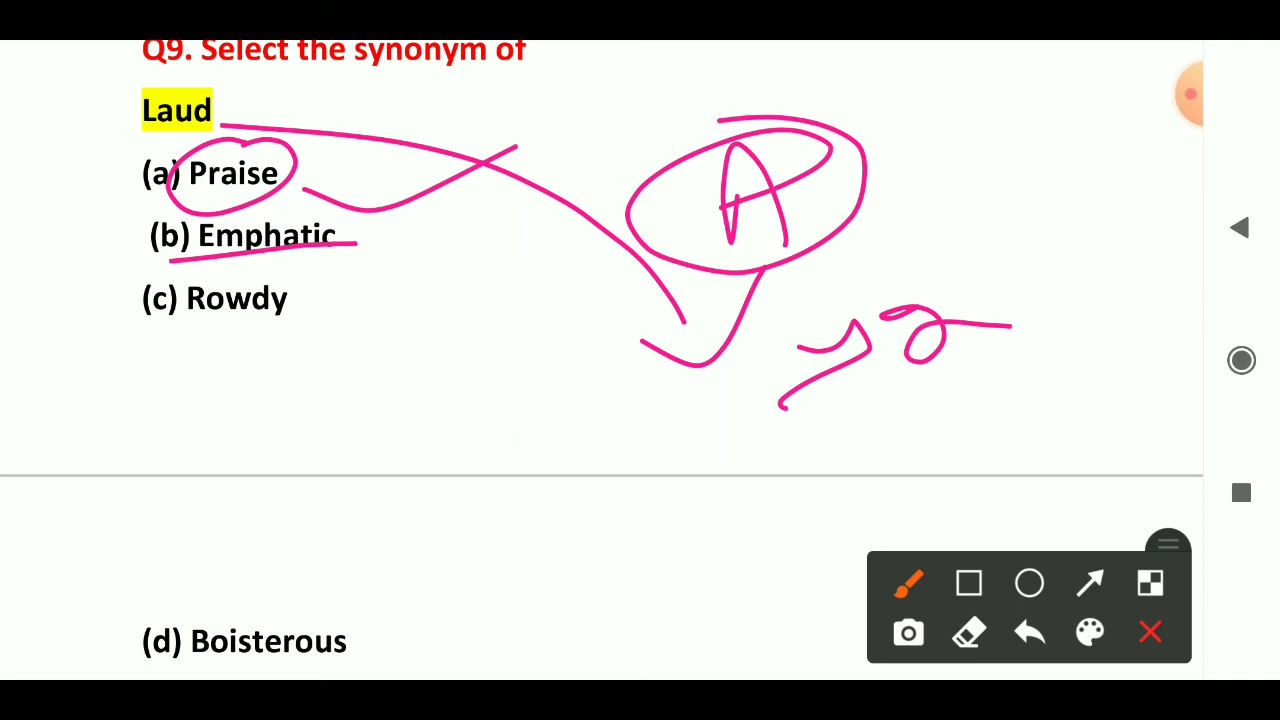 Q9. Select the synonym of
Laud
(a) Praise
A
(b) Emphatic
(c) Rowdy
(d) Boisterous